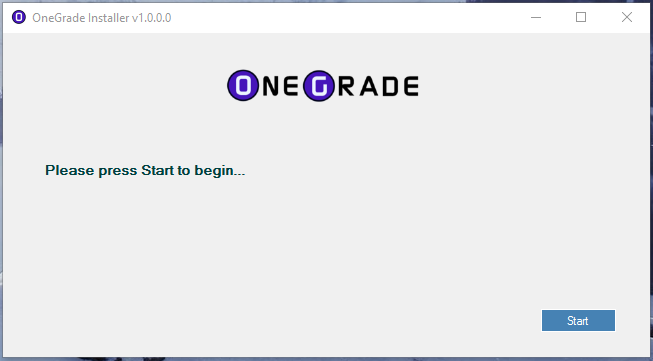 OneGrade Installer v1.0.0.0
ONEGRADE
Please press Start to begin...
Start